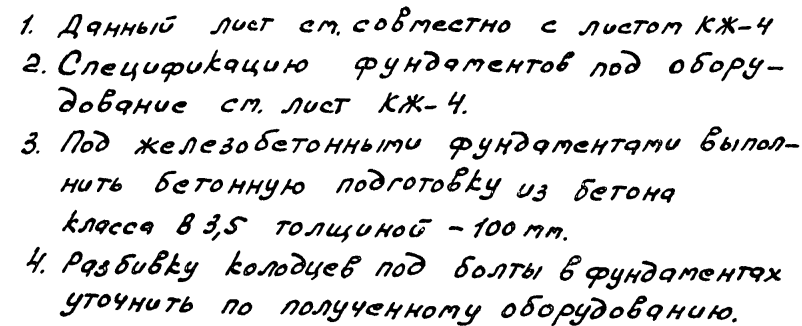 1. Данный лист см. совместно с листом КЖ-4
2. Спецификацию фундаментов под обору-
дование см. лист КЖ-4.
3. Под железобетонными фундаментами выпол-
нить бетонную подготовку из бетона
класса В 3,5 толщиной - 100 мм.
4. Разбивку колодцев под болты в фундаментах
уточнить по полученному оборудованию.